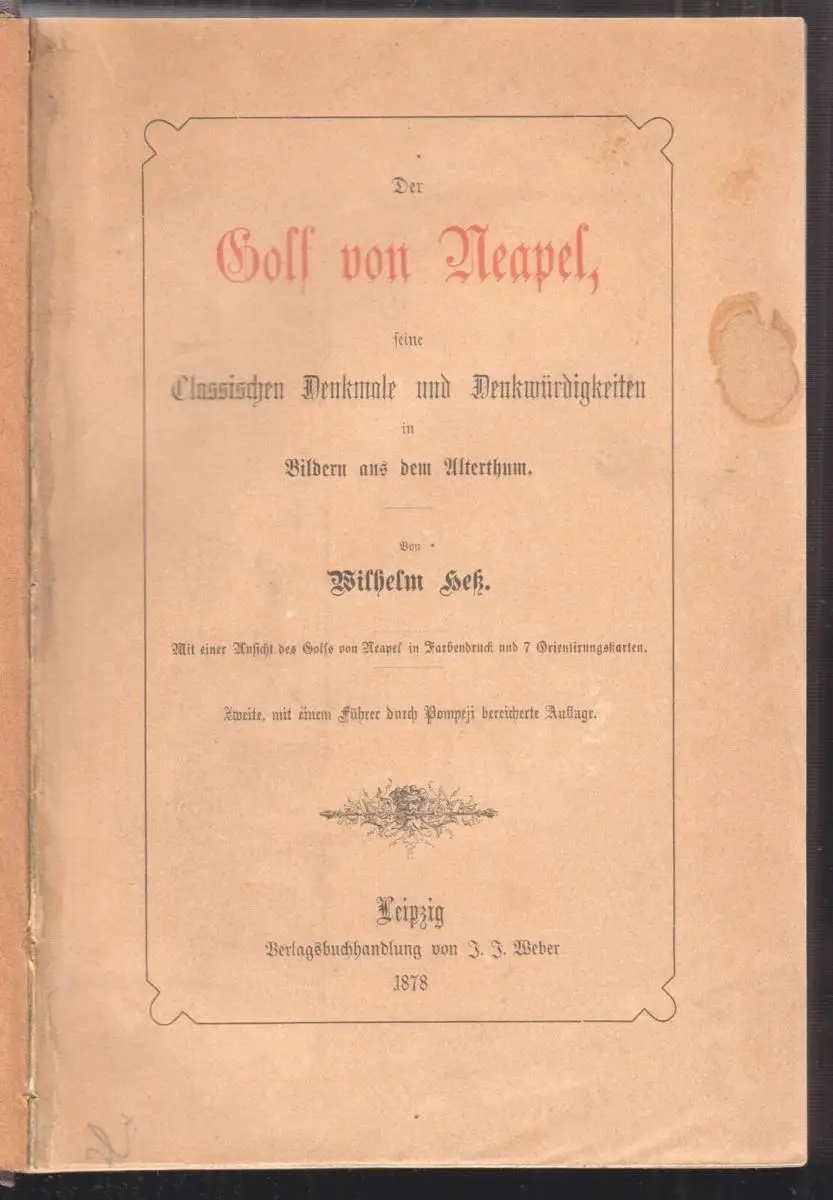 Der
Golf von Neapel,
seine
Classischen Denkmale und Denkwürdigkeiten
in
Bildern aus dem Alterthum.
Von
Wilhelm Heß.
Mit einer Ansicht des Golfs von Neapel in Farbendruck und 7 Orientirungskarten.
Zweite, mit einem Führer durch Pompeji bereicherte Auflage.
Leipzig
Verlagsbuchhandlung von J. J. Weber
1878